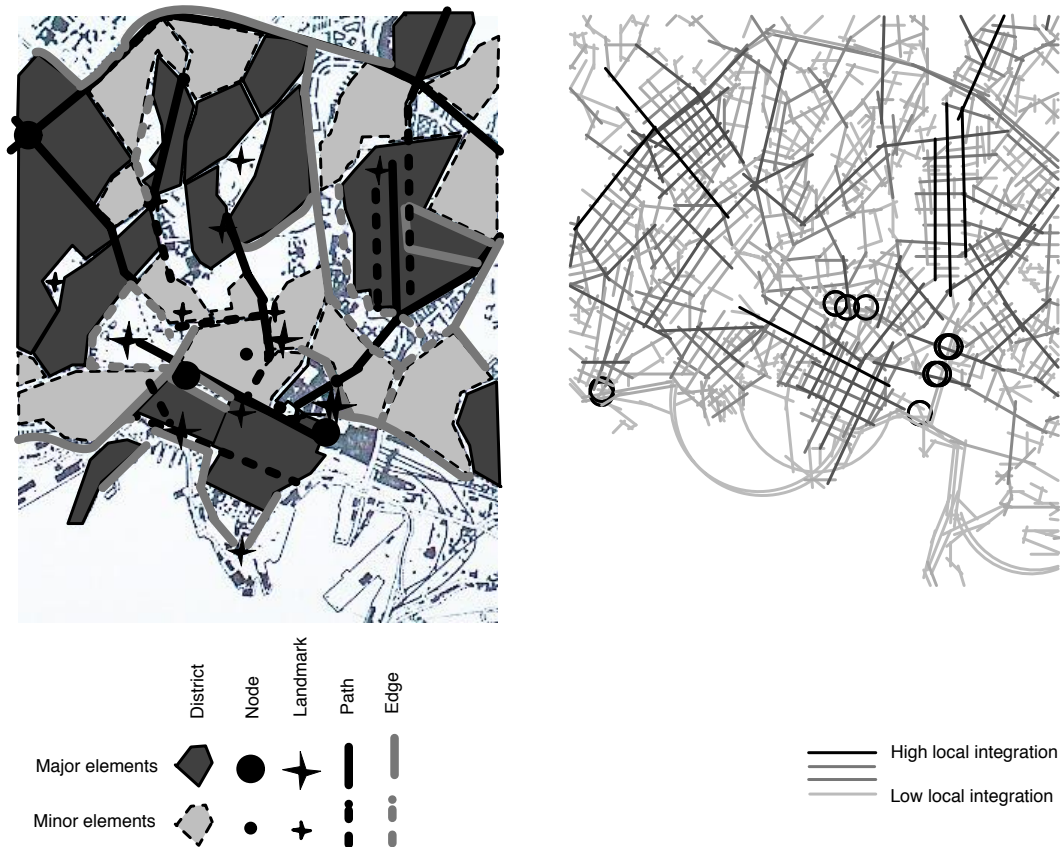 District
Node
Landmark
Path
Edge
Major elements
Minor elements
High local integration
Low local integration